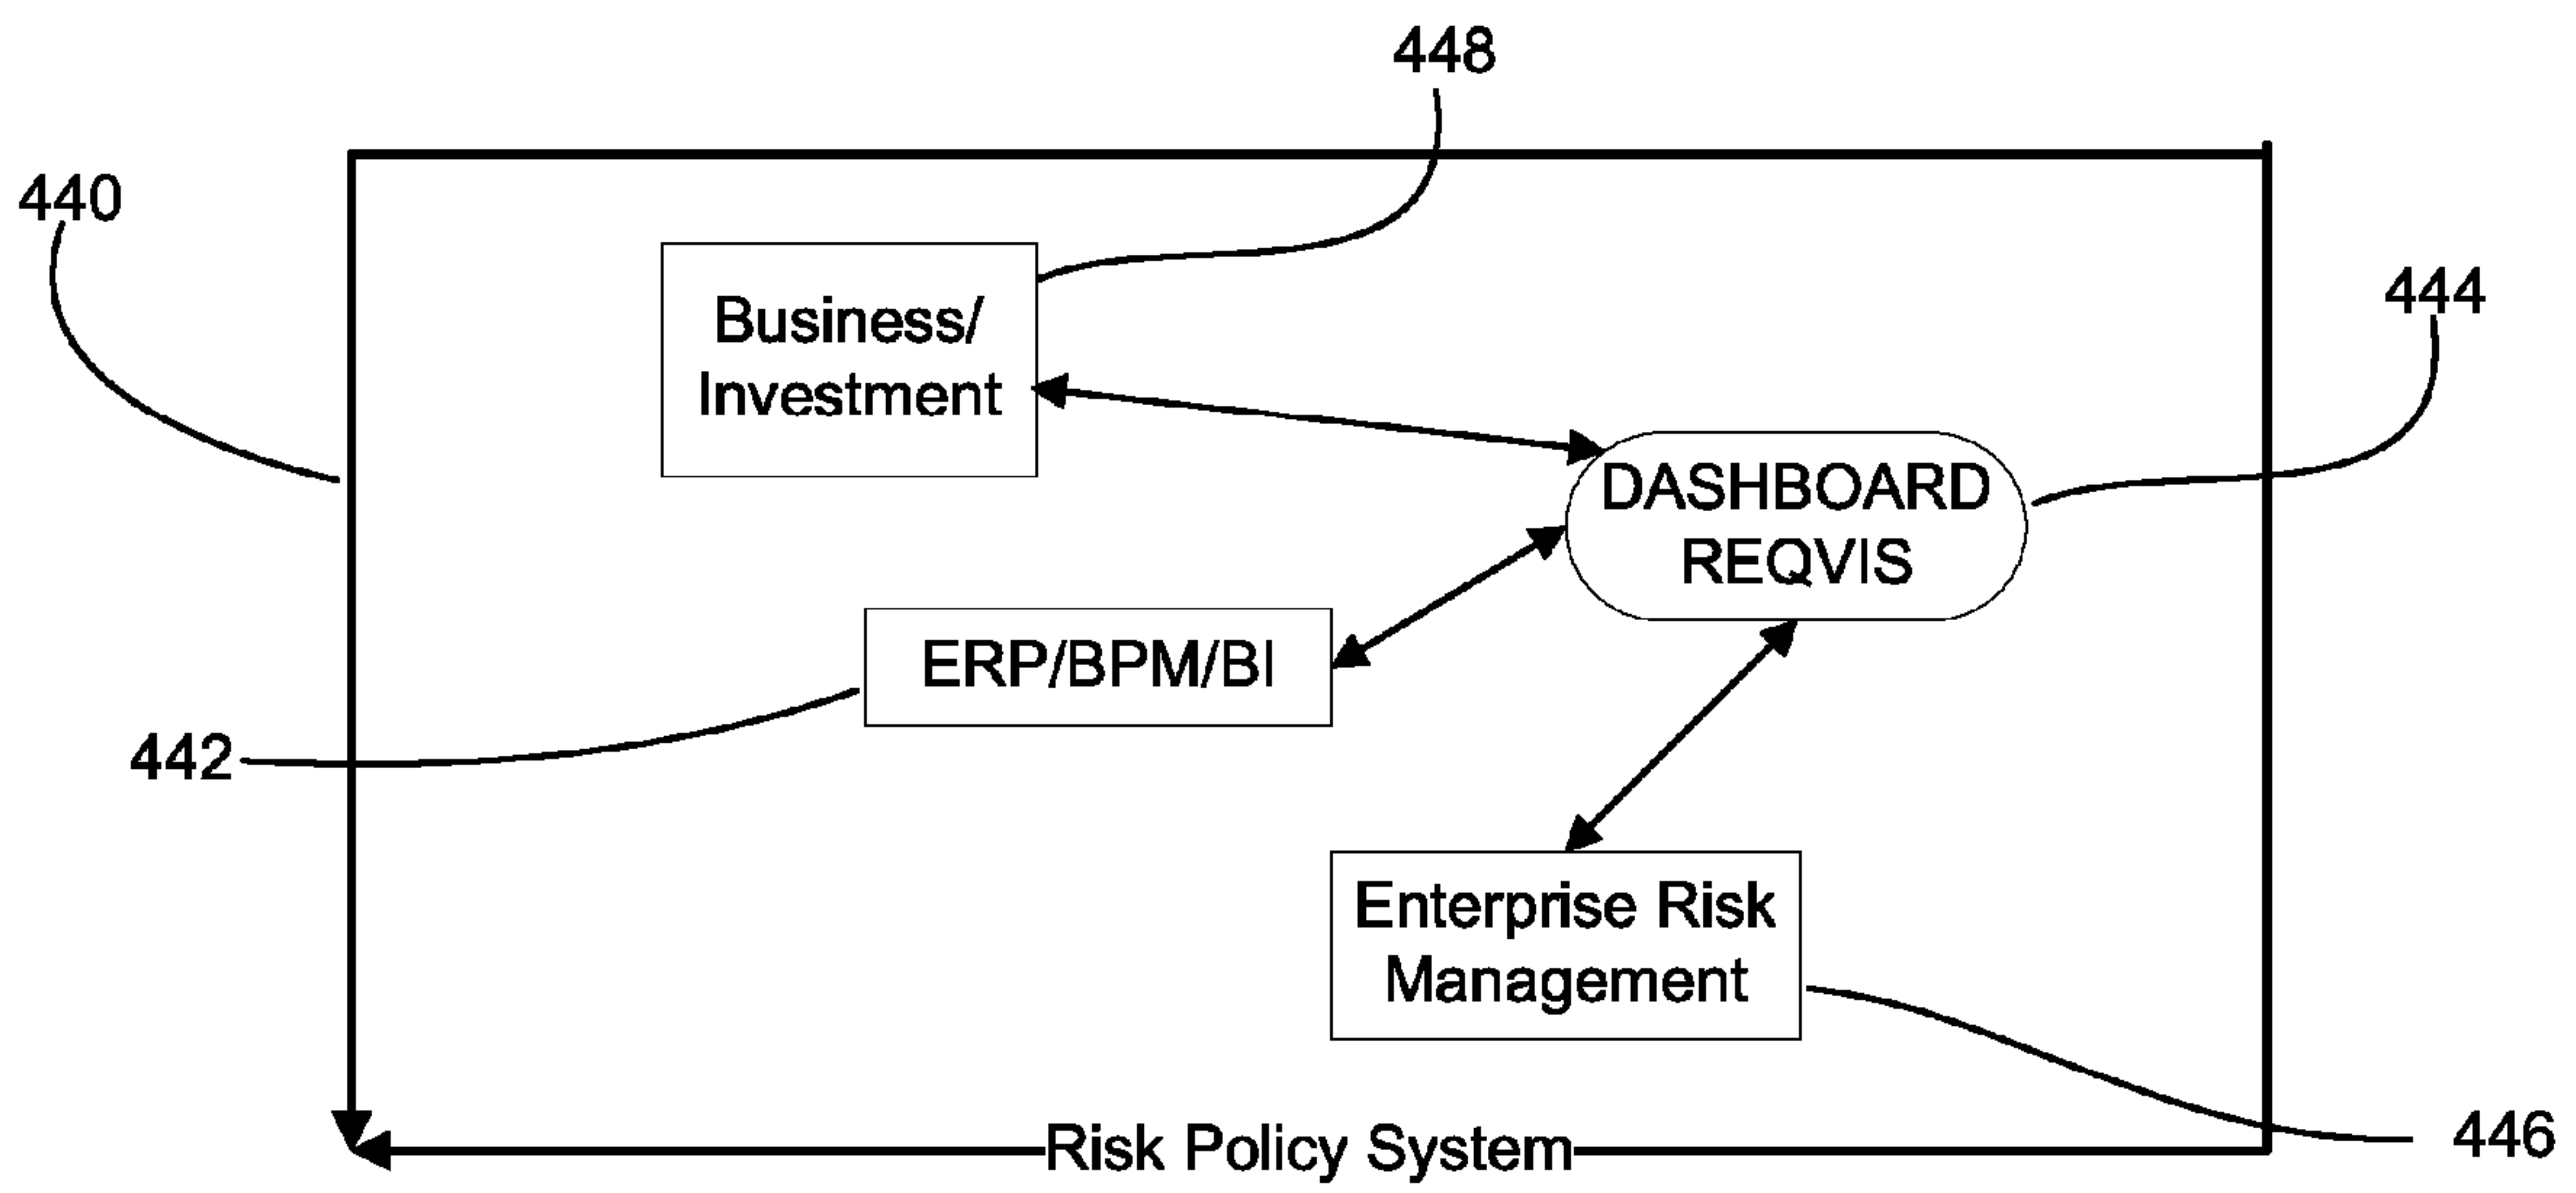 448
440
444
Business/
Investment
DASHBOARD
REQVIS
ERP/BPM/BI
442
Enterprise Risk
Management
446
Risk Policy System